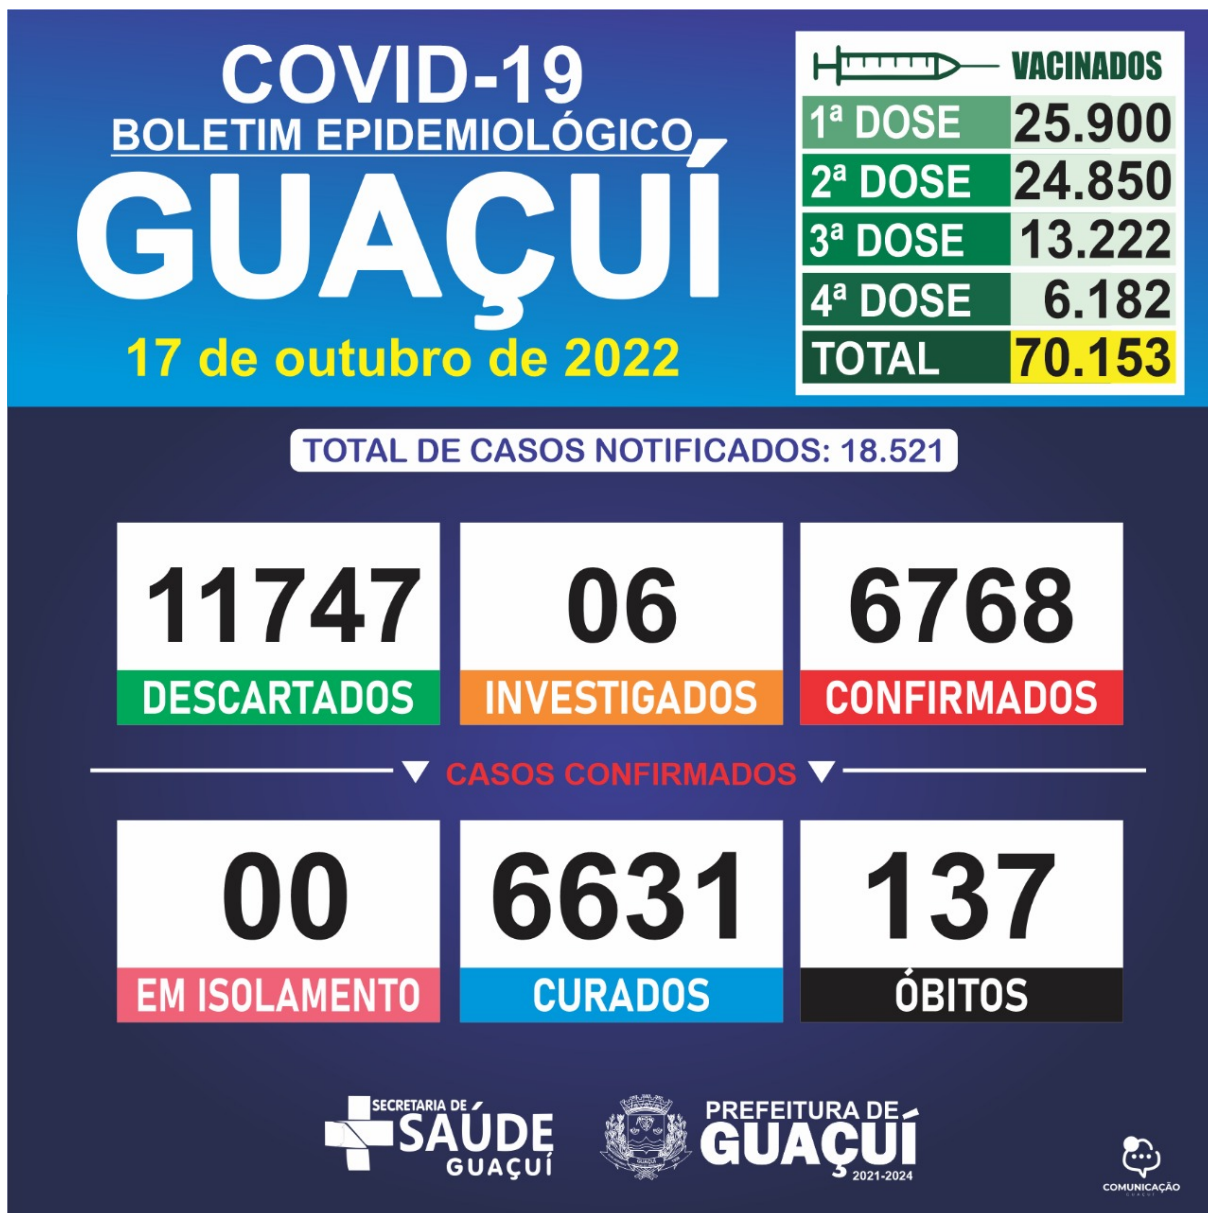 COVID-19
BOLETIM EPIDEMIOLÓGICO
GUAÇUÍ
17 de outubro de 2022
VACINADOS
1ª DOSE 25.900
2ª DOSE 24.850
3ª DOSE 13.222
4ª DOSE 6.182
TOTAL 70.153
TOTAL DE CASOS NOTIFICADOS: 18.521
11747
DESCARTADOS
06
INVESTIGADOS
6768
CONFIRMADOS
CASOS CONFIRMADOS
00
EM ISOLAMENTO
6631
CURADOS
137
ÓBITOS
SECRETARIA DE
SAÚDE
GUAÇUÍ
PREFEITURA DE
GUAÇUÍ
2021-2024
COMUNICAÇÃO
GUAÇUÍ